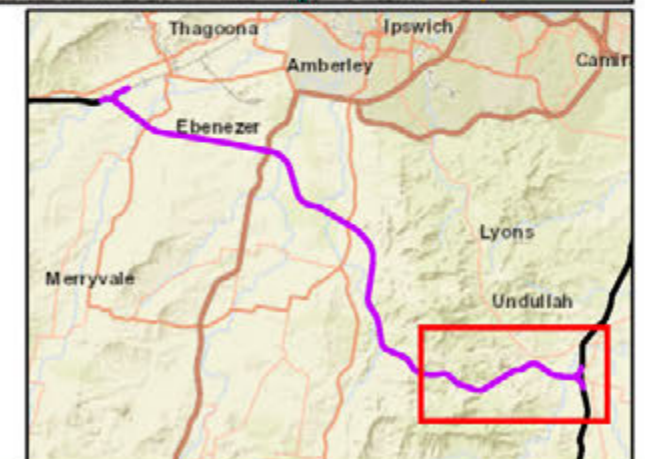 Thagoona
Ipswich
Amberley
Ebenezer
Lyons
Merryvale
Undullah